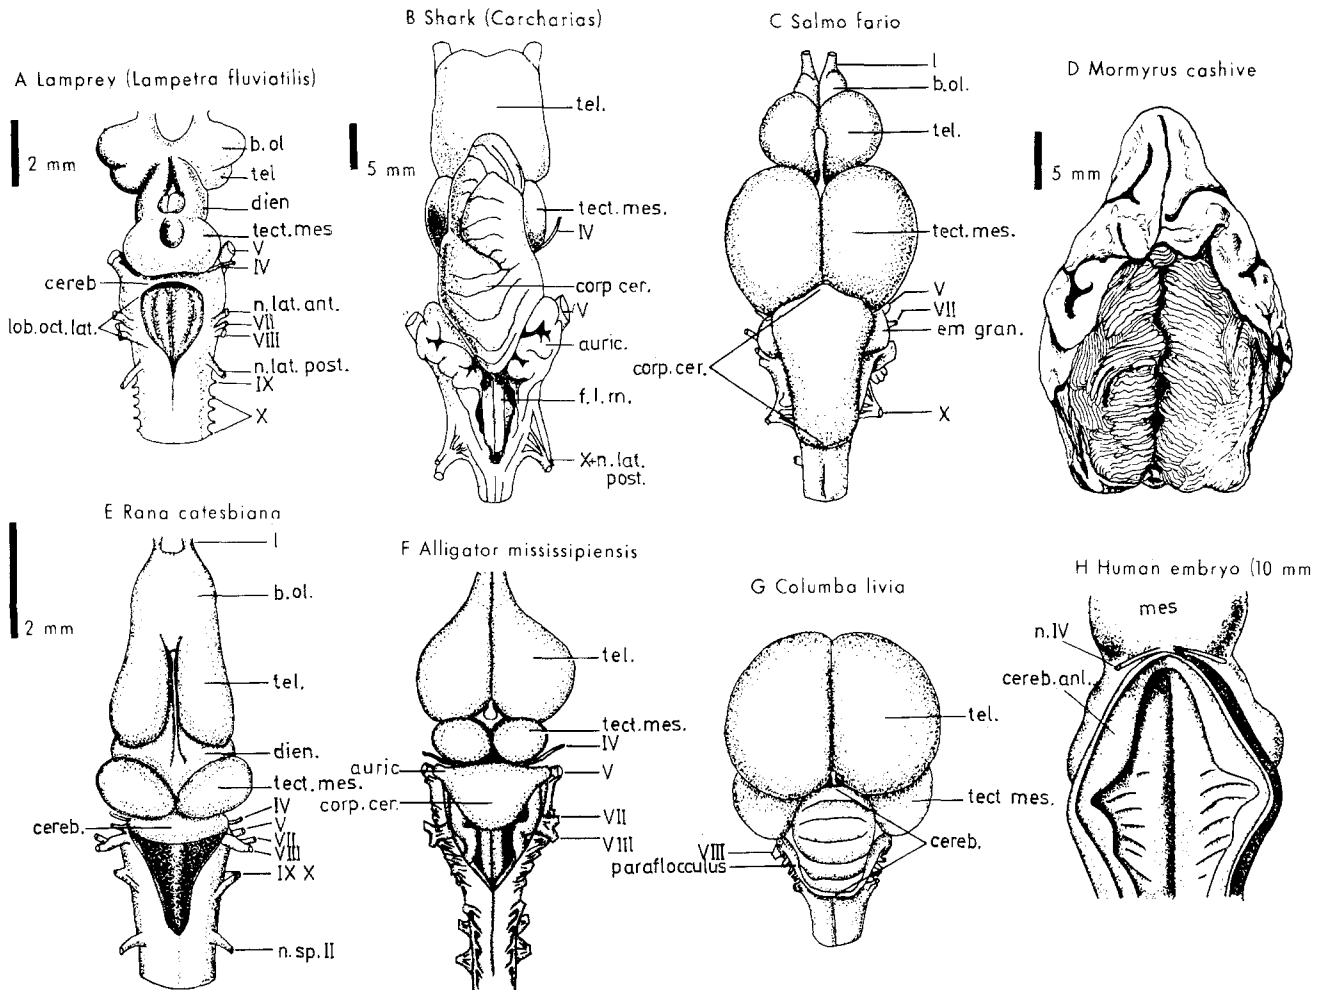 A Lamprey (Lampetra fluviatilis)
2 mm
b.ol
tel
dien
tect.mes
V
IV
cereb
n.lat.ant.
lob.oct.lat.
VII
VIII
n.lat.post.
IX
X
B Shark (Carcharias)
5 mm
tel.
tect.mes.
IV
corp cer.
V
auric.
f.l.m.
X+n.lat.
post.
C Salmo fario
I
b.ol.
tel.
tect.mes.
V
VII
em gran.
corp.cer.
X
D Mormyrus cashive
5 mm
E Rana catesbiana
2 mm
I
b.ol.
tel.
dien.
tect.mes.
IV
V
cereb.
VII
VIII
IX X
n.sp.II
F Alligator mississipiensis
tel.
tect.mes.
IV
auric
V
corp.cer.
VII
VIII
G Columba livia
tel.
tect mes.
cereb.
VIII
paraflocculus
H Human embryo (10 mm
mes
n.IV
cereb.anl.